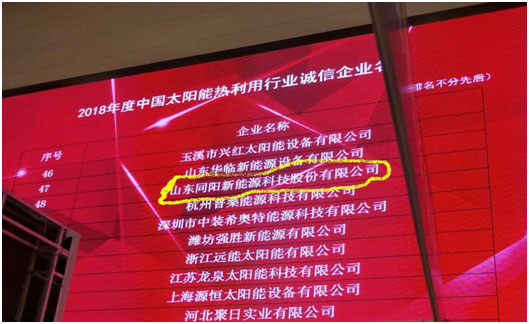 2018年度中国太阳能热利用行业诚信企业名
排名不分先后）
序号 企业名称
46 玉溪市兴红太阳能设备有限公司
47 山东华临新能源设备有限公司
48 山东同阳新能源科技股份有限公司
杭州普桑能源科技有限公司
深圳市中装希奥特能源科技有限公司
潍坊强胜新能源有限公司
浙江远能太阳能有限公司
江苏龙泉太阳能科技有限公司
上海源恒太阳能设备有限公司
河北聚日实业有限公司